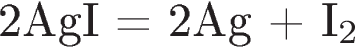 2AgI = 2Ag + I₂